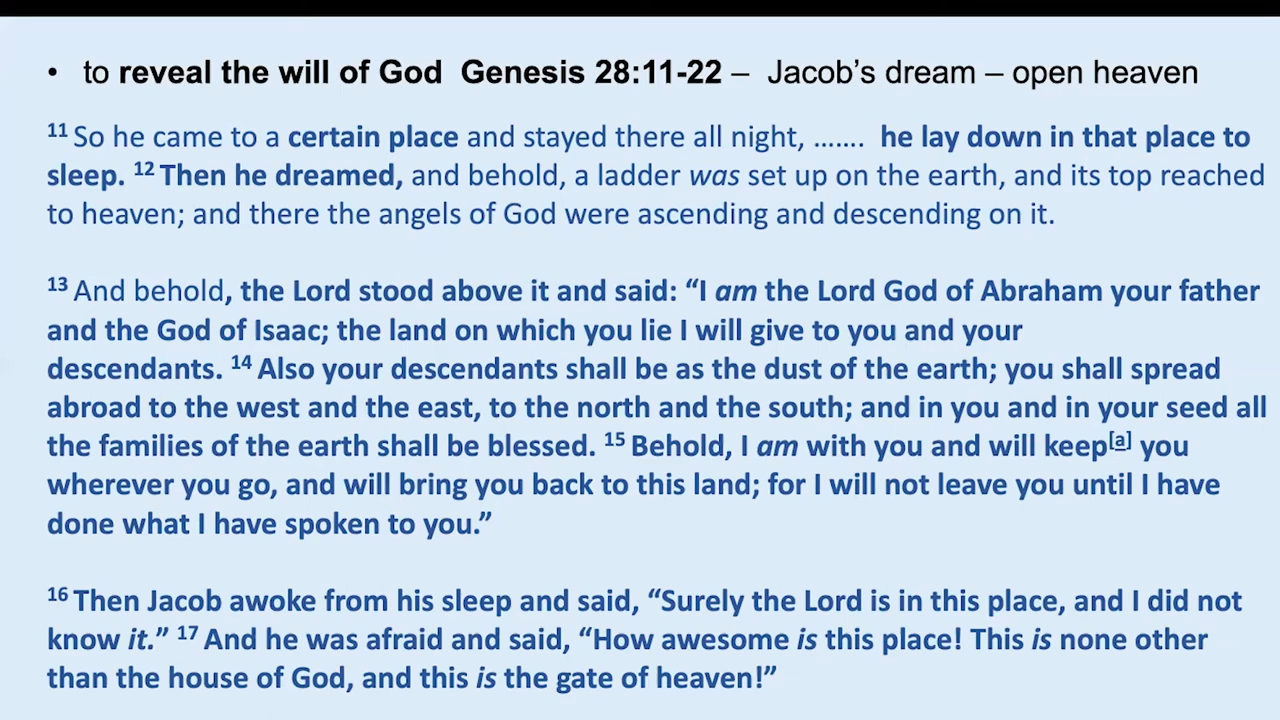 • to reveal the will of God Genesis 28:11-22 – Jacob’s dream – open heaven
11 So he came to a certain place and stayed there all night, ……. he lay down in that place to
sleep. 12 Then he dreamed, and behold, a ladder was set up on the earth, and its top reached
to heaven; and there the angels of God were ascending and descending on it.
13 And behold, the Lord stood above it and said: “I am the Lord God of Abraham your father
and the God of Isaac; the land on which you lie I will give to you and your
descendants. 14 Also your descendants shall be as the dust of the earth; you shall spread
abroad to the west and the east, to the north and the south; and in you and in your seed all
the families of the earth shall be blessed. 15 Behold, I am with you and will keep[a] you
wherever you go, and will bring you back to this land; for I will not leave you until I have
done what I have spoken to you.”
16 Then Jacob awoke from his sleep and said, “Surely the Lord is in this place, and I did not
know it.” 17 And he was afraid and said, “How awesome is this place! This is none other
than the house of God, and this is the gate of heaven!”